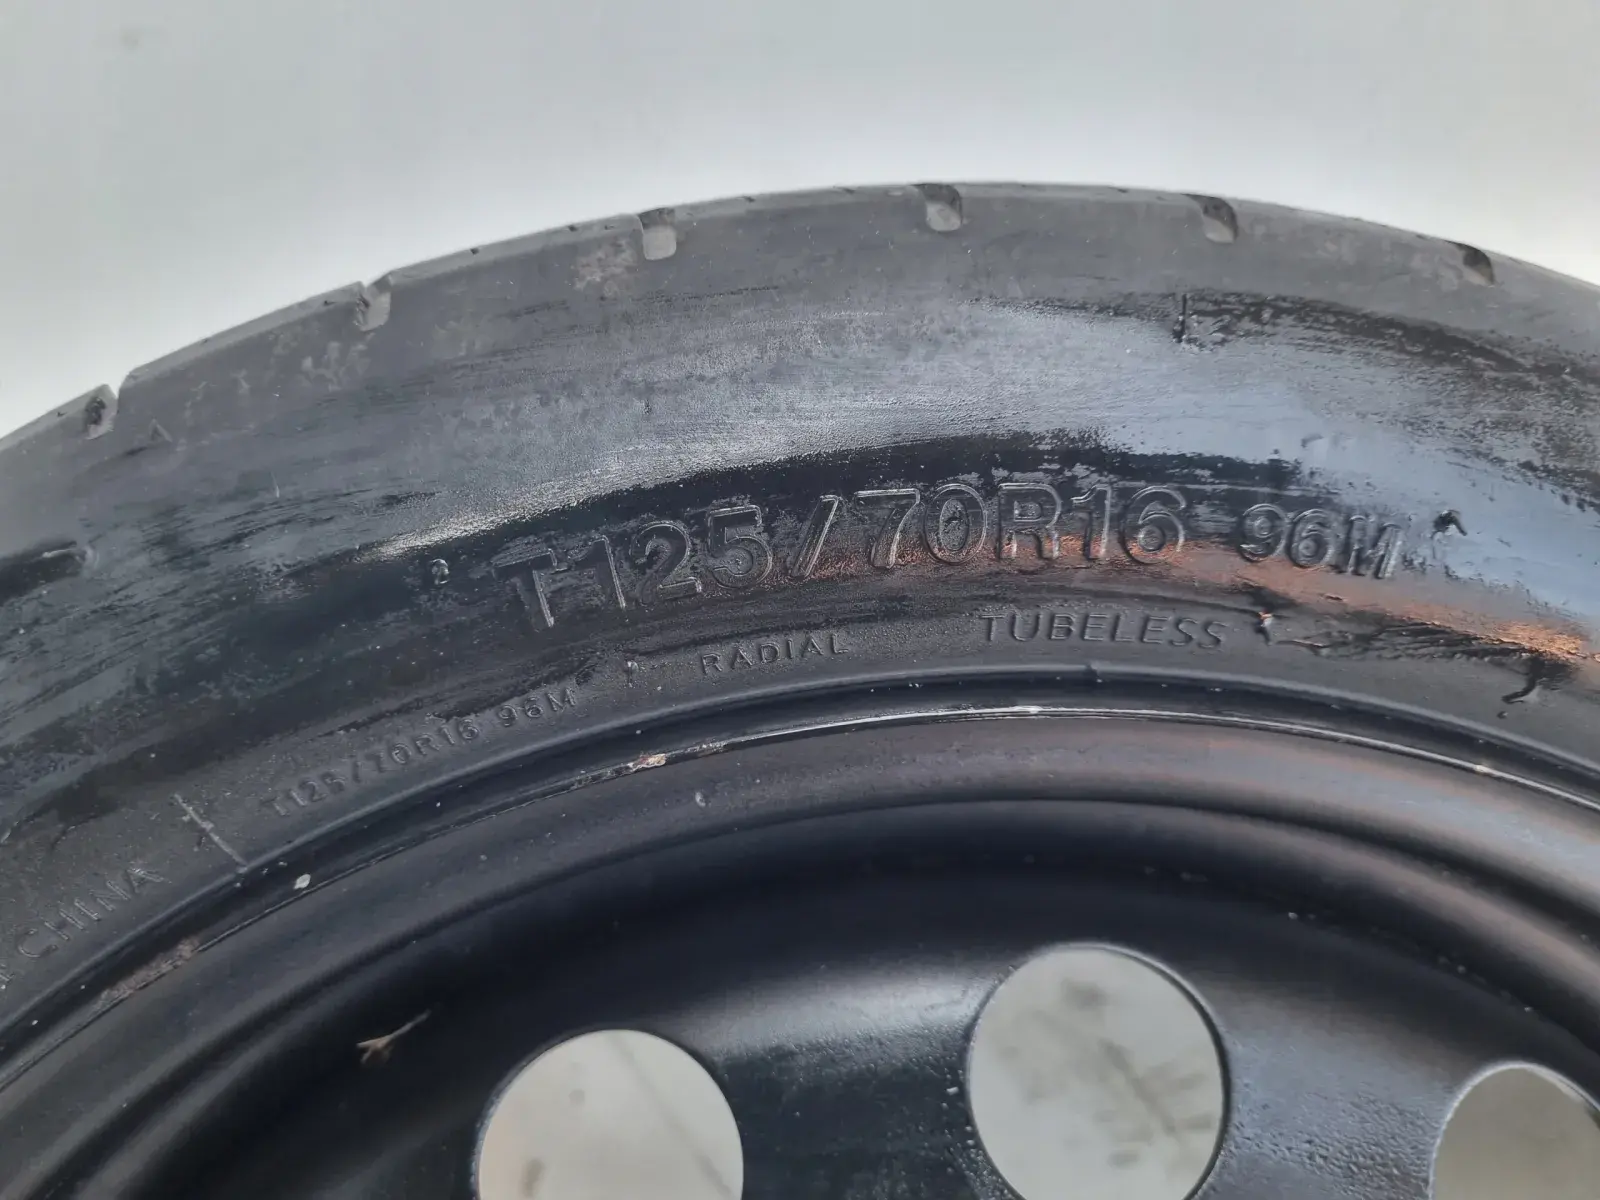 T125/70R16 96M
T125/70R16 96M RADIAL TUBELESS
CHINA